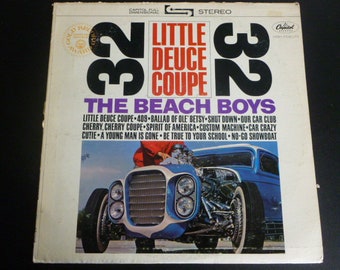 CAPITOL FULL DIMENSIONAL STEREO
Capitol
32 LITTLE DEUCE COUPE 32
THE BEACH BOYS
LITTLE DEUCE COUPE • 409 • BALLAD OF OLE' BETSY • SHUT DOWN • OUR CAR CLUB
CHERRY, CHERRY COUPE • SPIRIT OF AMERICA • CUSTOM MACHINE • CAR CRAZY
CUTIE • A YOUNG MAN IS GONE • BE TRUE TO YOUR SCHOOL • NO-GO SHOWBOAT